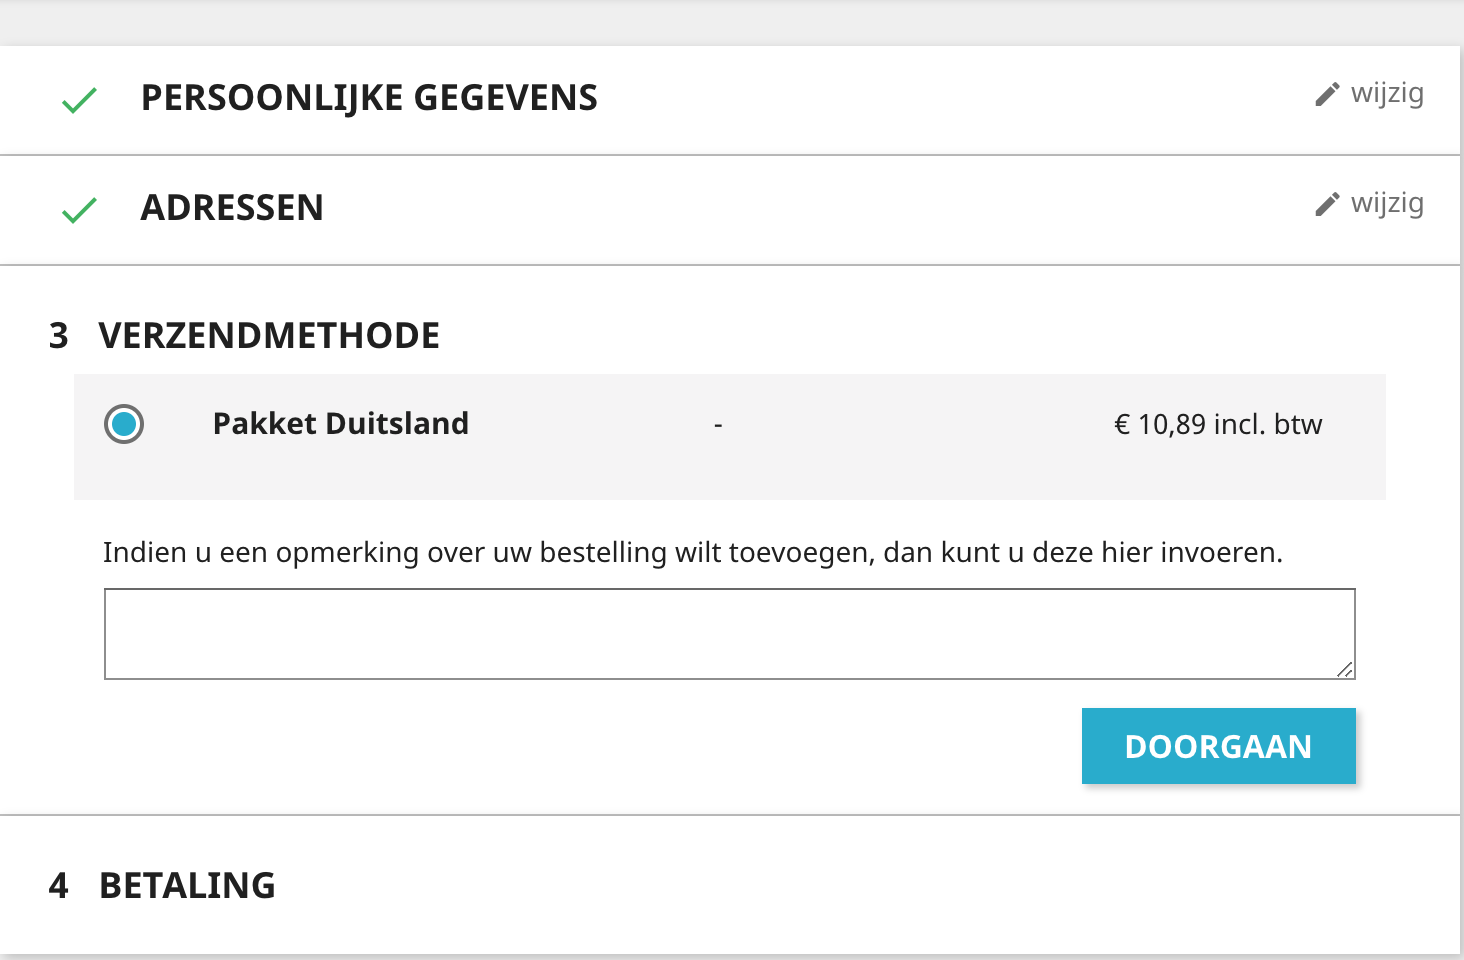 PERSOONLIJKE GEGEVENS wijzig
ADRESSEN wijzig
3 VERZENDMETHODE
Pakket Duitsland - € 10,89 incl. btw
Indien u een opmerking over uw bestelling wilt toevoegen, dan kunt u deze hier invoeren.
DOORGAAN
4 BETALING